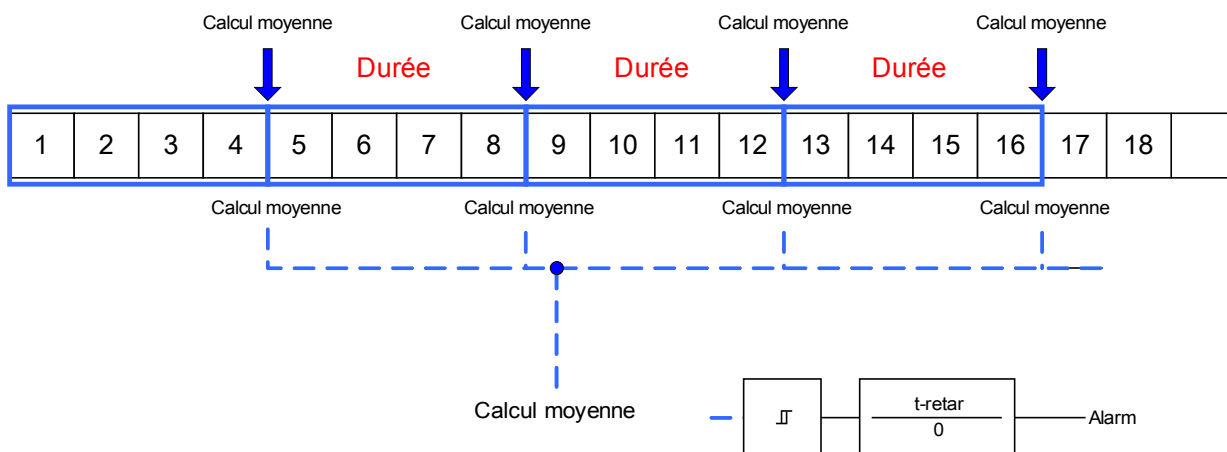 Calcul moyenne Calcul moyenne Calcul moyenne Calcul moyenne
Durée Durée Durée
1 2 3 4 5 6 7 8 9 10 11 12 13 14 15 16 17 18
Calcul moyenne Calcul moyenne Calcul moyenne Calcul moyenne
Calcul moyenne
t-retar
0
Alarm